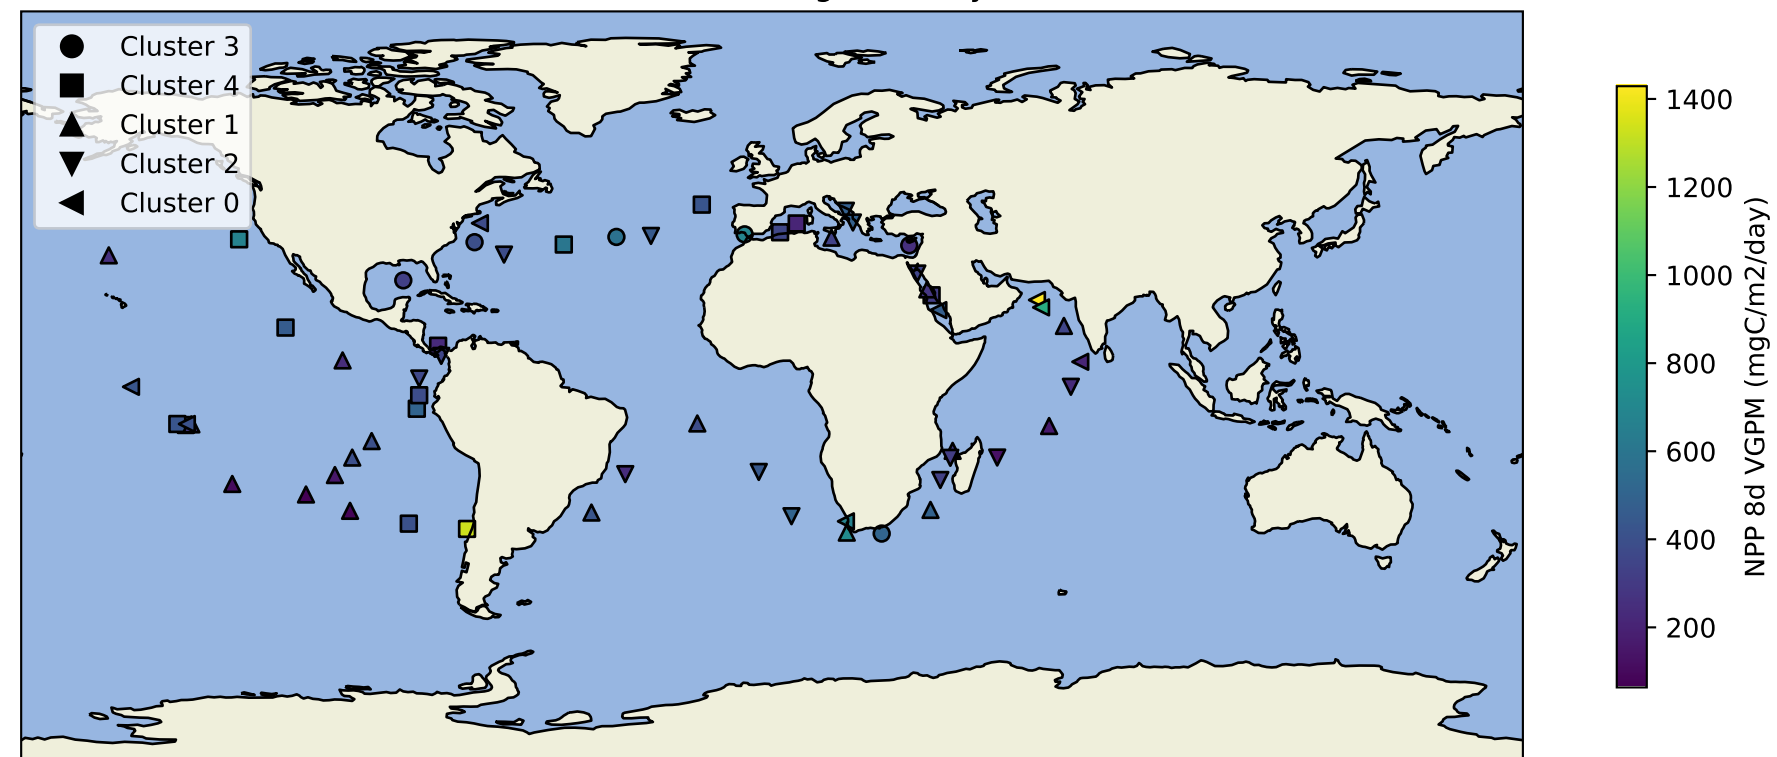 Cluster 3
Cluster 4
Cluster 1
Cluster 2
Cluster 0
1400
1200
1000
800
600
400
200
NPP 8d VGPM (mgC/m2/day)